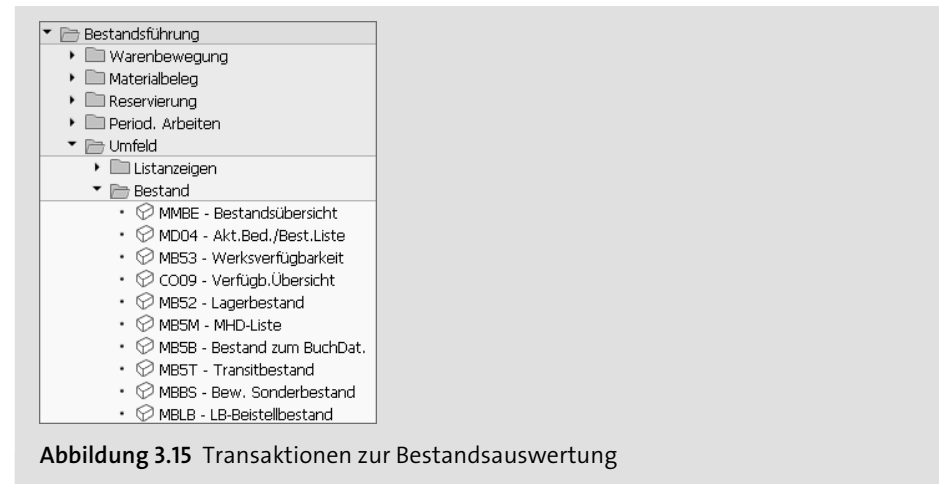 Bestandsführung
Warenbewegung
Materialbeleg
Reservierung
Period. Arbeiten
Umfeld
Listanzeigen
Bestand
MMBE - Bestandsübersicht
MD04 - Akt.Bed./Best.Liste
MB53 - Werksverfügbarkeit
CO09 - Verfügb.Übersicht
MB52 - Lagerbestand
MB5M - MHD-Liste
MB5B - Bestand zum BuchDat.
MB5T - Transitbestand
MBBS - Bew. Sonderbestand
MBLB - LB-Beistellbestand
Abbildung 3.15 Transaktionen zur Bestandsauswertung